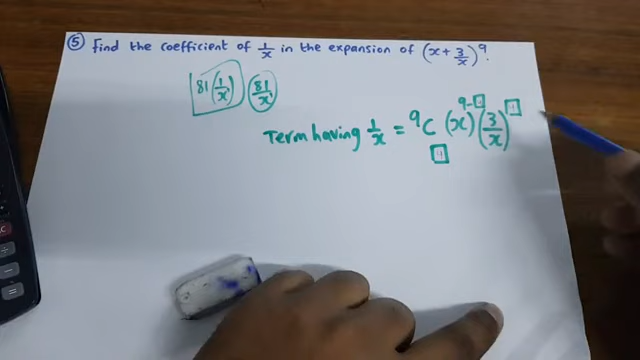 ⑤ Find the coefficient of 1/x in the expansion of (x + 3/x)^9.
81(1/x) 81/x
Term having 1/x = ⁹C (x)^9- (3/x)